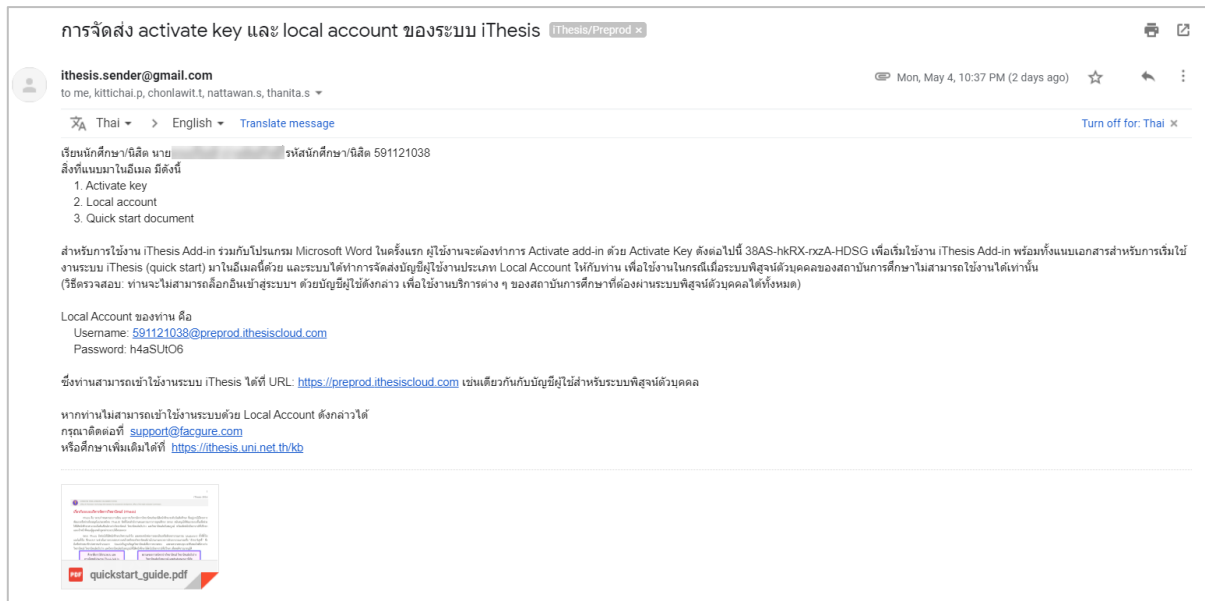 การจัดส่ง activate key และ local account ของระบบ iThesis iThesis/Preprod ×
ithesis.sender@gmail.com
Mon, May 4, 10:37 PM (2 days ago)
to me, kittichai.p, chonlawit.t, nattawan.s, thanita.s
Thai > English Translate message Turn off for: Thai ×
เรียนนักศึกษา/นิสิต นาย รหัสนักศึกษา/นิสิต 591121038
สิ่งที่แนบมาในอีเมล มีดังนี้
1. Activate key
2. Local account
3. Quick start document
สำหรับการใช้งาน iThesis Add-in ร่วมกับโปรแกรม Microsoft Word ในครั้งแรก ผู้ใช้งานจะต้องทำการ Activate add-in ด้วย Activate Key ดังต่อไปนี้ 38AS-hkRX-rxzA-HDSG เพื่อเริ่มใช้งาน iThesis Add-in พร้อมทั้งแนบเอกสารสำหรับการเริ่มใช้
งานระบบ iThesis (quick start) มาในอีเมลนี้ด้วย และระบบได้ทำการจัดส่งบัญชีผู้ใช้งานประเภท Local Account ให้กับท่าน เพื่อใช้งานในกรณีเมื่อระบบพิสูจน์ตัวบุคคลของสถาบันการศึกษาไม่สามารถใช้งานได้เท่านั้น
(วิธีตรวจสอบ: ท่านจะไม่สามารถล็อกอินเข้าสู่ระบบฯ ด้วยบัญชีผู้ใช้ดังกล่าว เพื่อใช้งานบริการต่าง ๆ ของสถาบันการศึกษาที่ต้องผ่านระบบพิสูจน์ตัวบุคคลได้ทั้งหมด)
Local Account ของท่าน คือ
Username: 591121038@preprod.ithesiscloud.com
Password: h4aSUtO6
ซึ่งท่านสามารถเข้าใช้งานระบบ iThesis ได้ที่ URL: https://preprod.ithesiscloud.com เช่นเดียวกันกับบัญชีผู้ใช้สำหรับระบบพิสูจน์ตัวบุคคล
หากท่านไม่สามารถเข้าใช้งานระบบด้วย Local Account ดังกล่าวได้
กรุณาติดต่อที่ support@facgure.com
หรือศึกษาเพิ่มเติมได้ที่ https://ithesis.uni.net.th/kb
PDF quickstart_guide.pdf